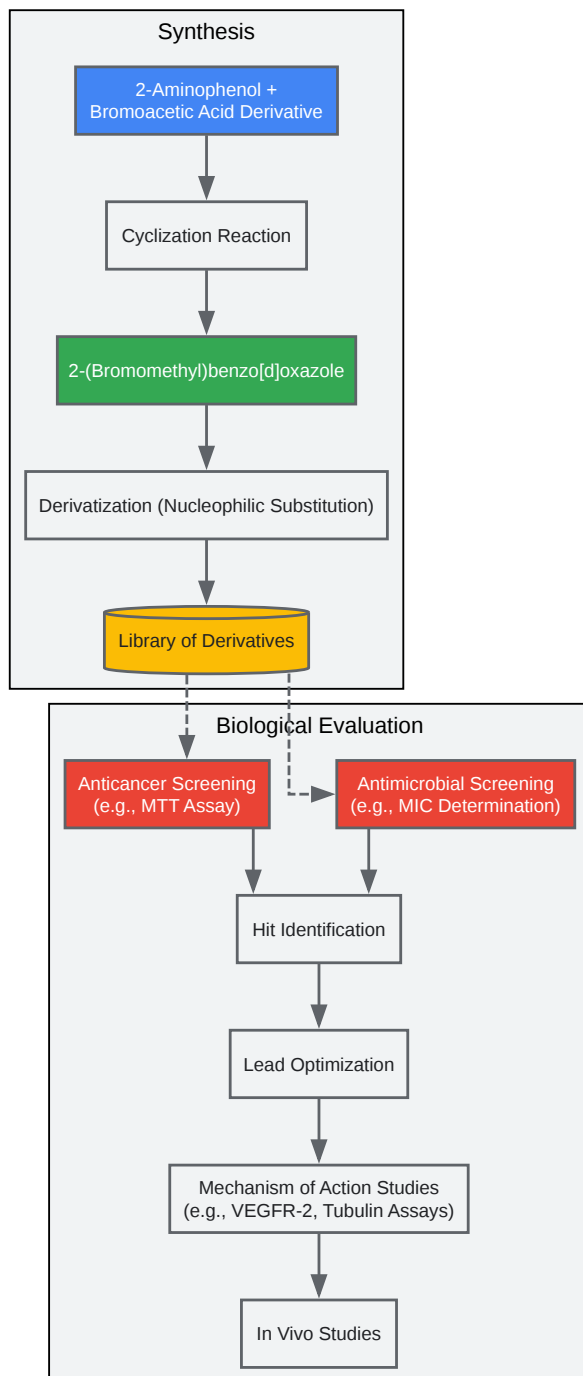 Synthesis
2-Aminophenol +
Bromoacetic Acid Derivative
Cyclization Reaction
2-(Bromomethyl)benzo[d]oxazole
Derivatization (Nucleophilic Substitution)
Library of Derivatives
Biological Evaluation
Anticancer Screening
(e.g., MTT Assay)
Antimicrobial Screening
(e.g., MIC Determination)
Hit Identification
Lead Optimization
Mechanism of Action Studies
(e.g., VEGFR-2, Tubulin Assays)
In Vivo Studies